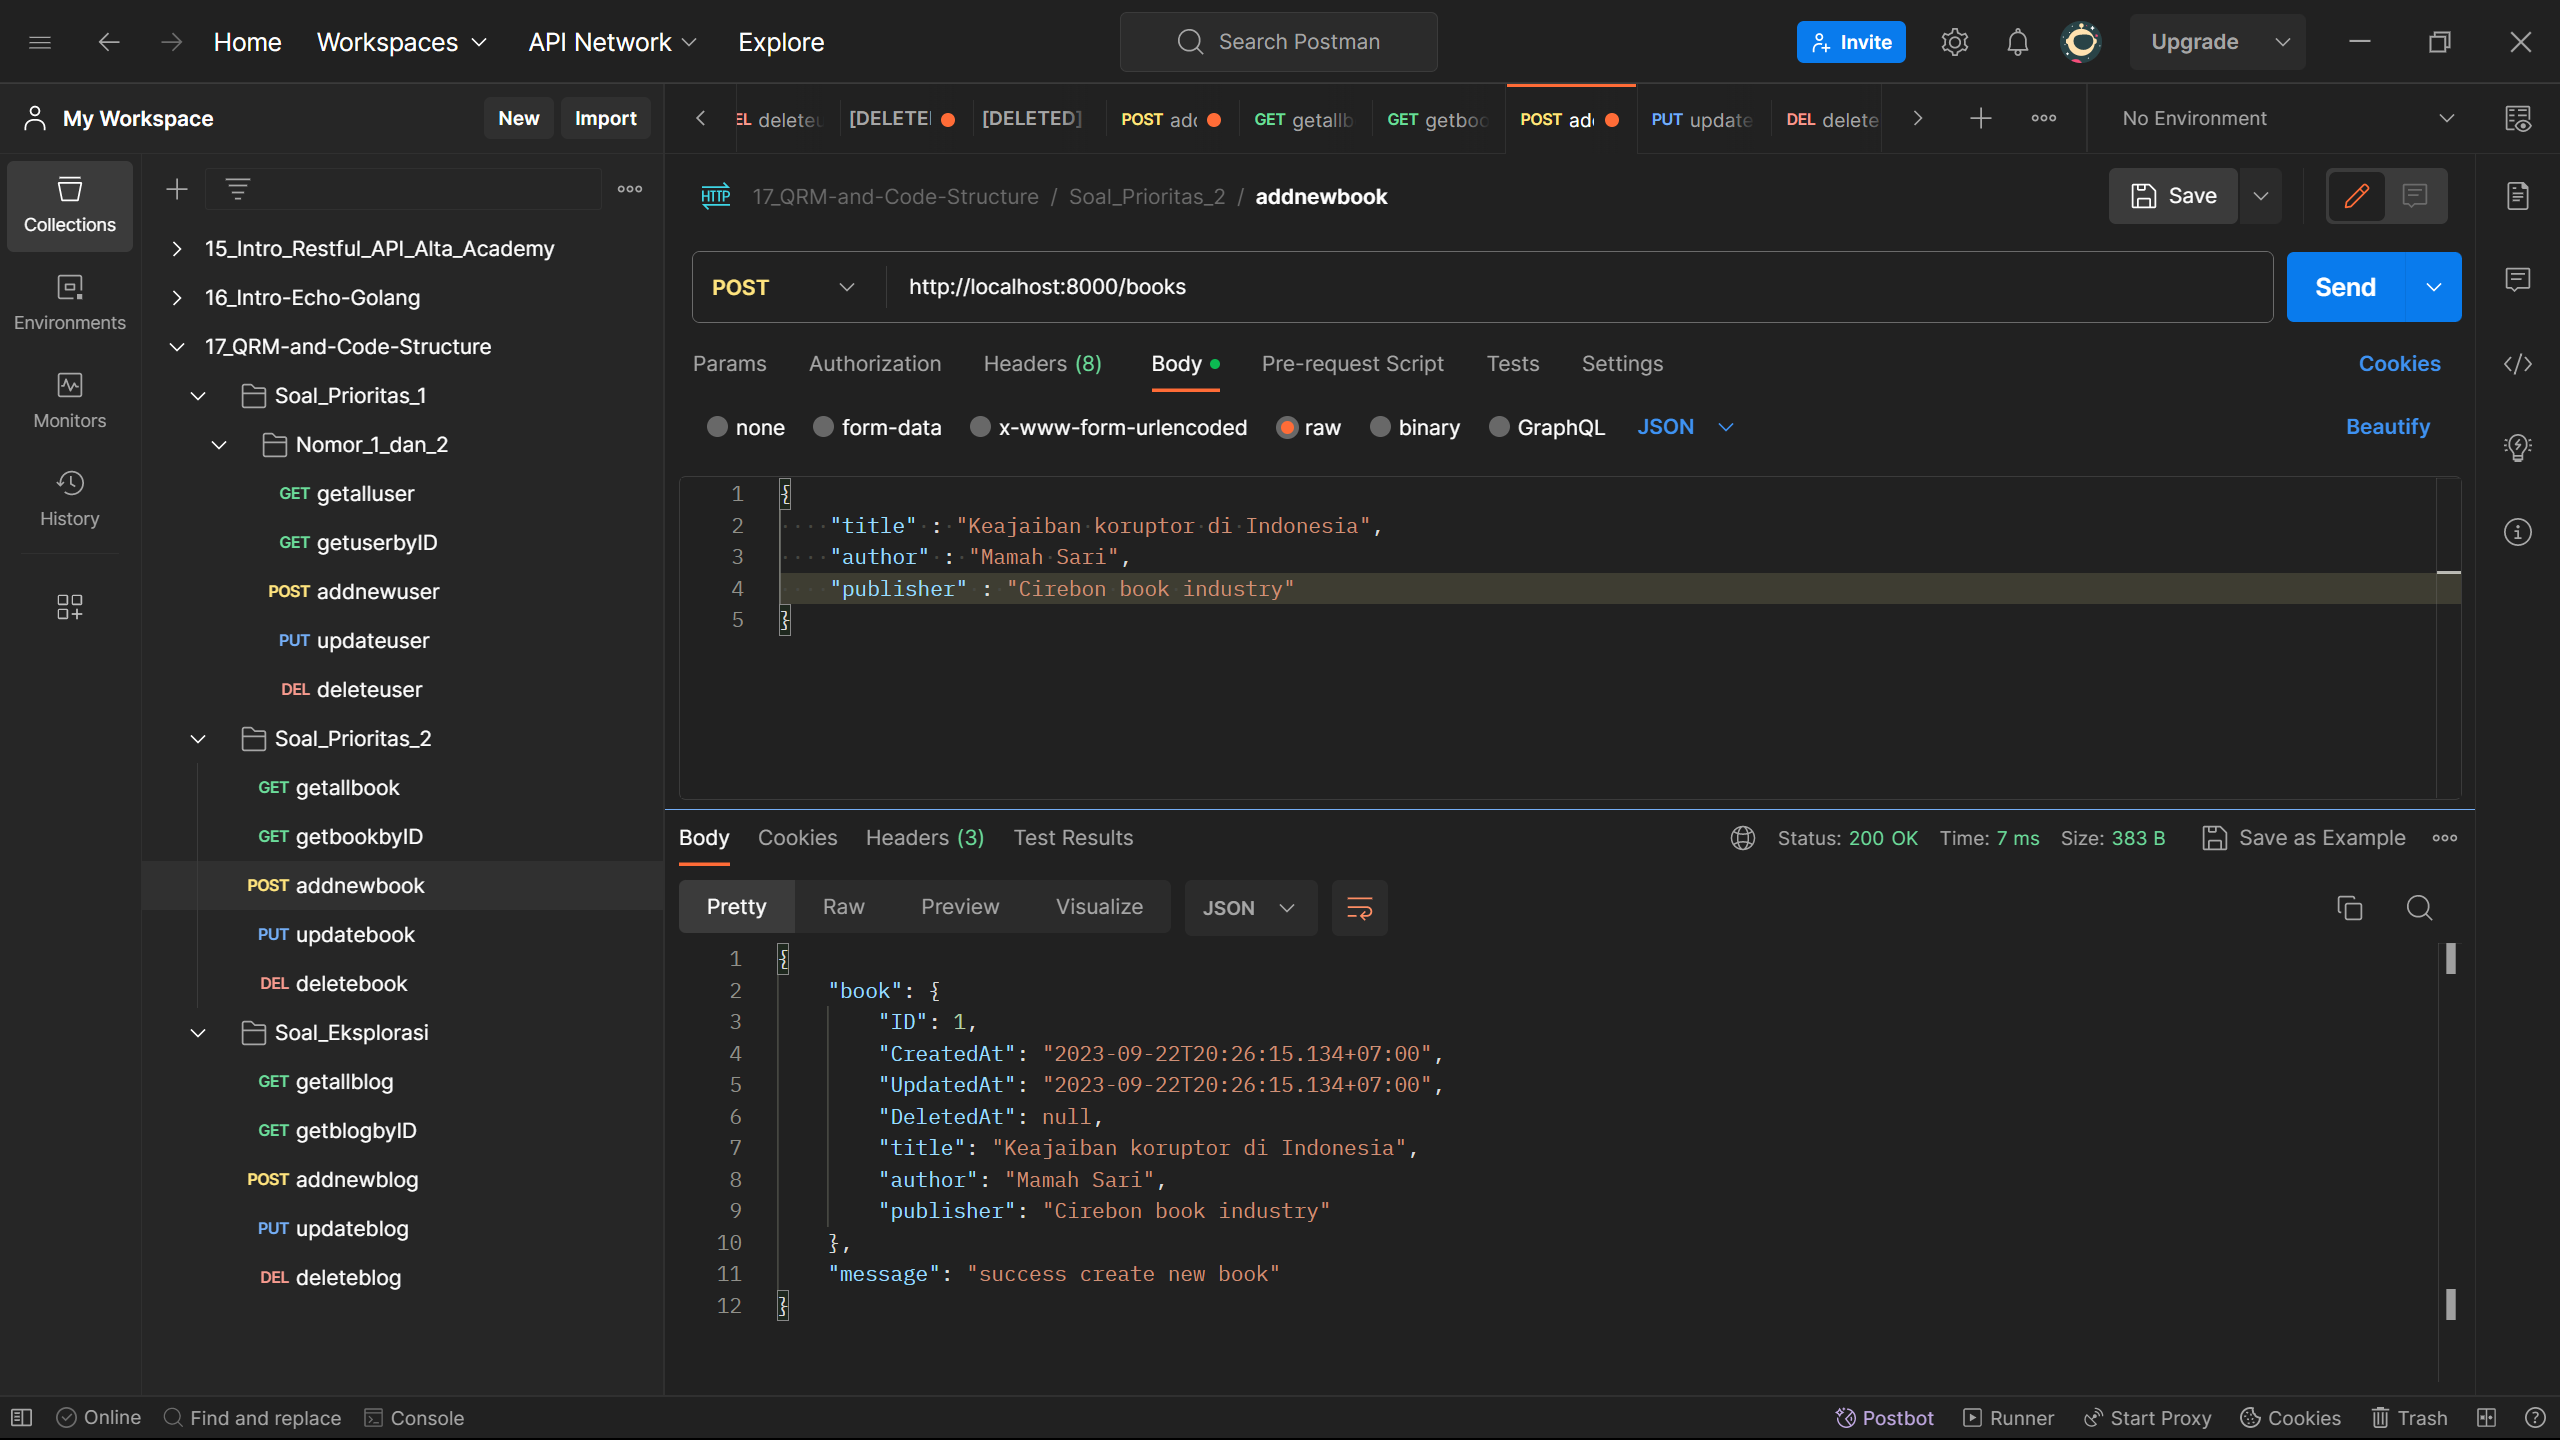 Home Workspaces API Network Explore Search Postman Invite Upgrade
My Workspace New Import
EL deleteu [DELETE [DELETED] POST adc GET getallb GET getboo POST ad PUT update DEL delete No Environment
Collections
Environments
Monitors
History
15_Intro_Restful_API_Alta_Academy
16_Intro-Echo-Golang
17_QRM-and-Code-Structure
Soal_Prioritas_1
Nomor_1_dan_2
GET getalluser
GET getuserbyID
POST addnewuser
PUT updateuser
DEL deleteuser
Soal_Prioritas_2
GET getallbook
GET getbookbyID
POST addnewbook
PUT updatebook
DEL deletebook
Soal_Eksplorasi
GET getallblog
GET getblogbyID
POST addnewblog
PUT updateblog
DEL deleteblog
HTTP 17_QRM-and-Code-Structure / Soal_Prioritas_2 / addnewbook Save
POST http://localhost:8000/books Send
Params Authorization Headers (8) Body Pre-request Script Tests Settings Cookies
none form-data x-www-form-urlencoded raw binary GraphQL JSON Beautify
1 {
2 "title" : "Keajaiban koruptor di Indonesia",
3 "author" : "Mamah Sari",
4 "publisher" : "Cirebon book industry"
5 }
Body Cookies Headers (3) Test Results Status: 200 OK Time: 7 ms Size: 383 B Save as Example
Pretty Raw Preview Visualize JSON
1 {
2 "book": {
3 "ID": 1,
4 "CreatedAt": "2023-09-22T20:26:15.134+07:00",
5 "UpdatedAt": "2023-09-22T20:26:15.134+07:00",
6 "DeletedAt": null,
7 "title": "Keajaiban koruptor di Indonesia",
8 "author": "Mamah Sari",
9 "publisher": "Cirebon book industry"
10 },
11 "message": "success create new book"
12 }
Online Find and replace Console Postbot Runner Start Proxy Cookies Trash